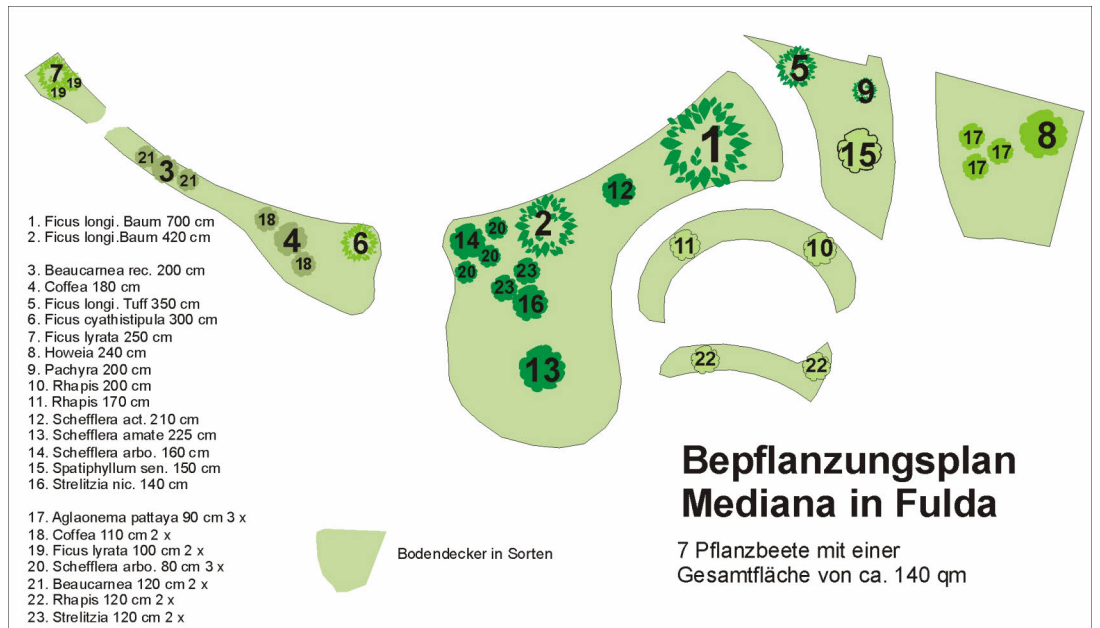 7
19
19
21
3
21
18
4
18
6
1
2
12
14
20
20
20
23
23
16
13
5
9
15
8
17
17
17
11
10
22
22
1. Ficus longi. Baum 700 cm
2. Ficus longi.Baum 420 cm
3. Beaucarnea rec. 200 cm
4. Coffea 180 cm
5. Ficus longi. Tuff 350 cm
6. Ficus cyathistipula 300 cm
7. Ficus lyrata 250 cm
8. Howeia 240 cm
9. Pachyra 200 cm
10. Rhapis 200 cm
11. Rhapis 170 cm
12. Schefflera act. 210 cm
13. Schefflera amate 225 cm
14. Schefflera arbo. 160 cm
15. Spatiphyllum sen. 150 cm
16. Strelitzia nic. 140 cm
17. Aglaonema pattaya 90 cm 3 x
18. Coffea 110 cm 2 x
19. Ficus lyrata 100 cm 2 x
20. Schefflera arbo. 80 cm 3 x
21. Beaucarnea 120 cm 2 x
22. Rhapis 120 cm 2 x
23. Strelitzia 120 cm 2 x
Bodendecker in Sorten
Bepflanzungsplan
Mediana in Fulda
7 Pflanzbeete mit einer
Gesamtfläche von ca. 140 qm